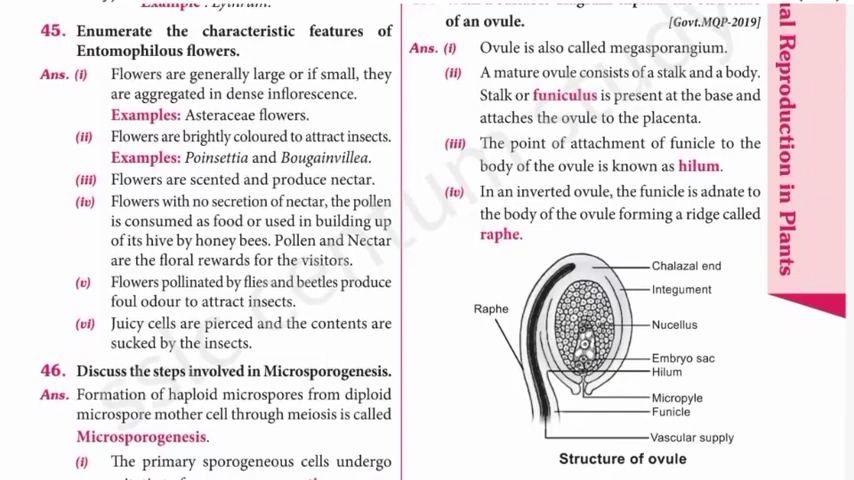 Example : Lythrum.
45. Enumerate the characteristic features of
Entomophilous flowers.
Ans. (i) Flowers are generally large or if small, they
are aggregated in dense inflorescence.
Examples: Asteraceae flowers.
(ii) Flowers are brightly coloured to attract insects.
Examples: Poinsettia and Bougainvillea.
(iii) Flowers are scented and produce nectar.
(iv) Flowers with no secretion of nectar, the pollen
is consumed as food or used in building up
of its hive by honey bees. Pollen and Nectar
are the floral rewards for the visitors.
(v) Flowers pollinated by flies and beetles produce
foul odour to attract insects.
(vi) Juicy cells are pierced and the contents are
sucked by the insects.
46. Discuss the steps involved in Microsporogenesis.
Ans. Formation of haploid microspores from diploid
microspore mother cell through meiosis is called
Microsporogenesis.
(i) The primary sporogeneous cells undergo
of an ovule. [Govt.MQP-2019]
Ans. (i) Ovule is also called megasporangium.
(ii) A mature ovule consists of a stalk and a body.
Stalk or funiculus is present at the base and
attaches the ovule to the placenta.
(iii) The point of attachment of funicle to the
body of the ovule is known as hilum.
(iv) In an inverted ovule, the funicle is adnate to
the body of the ovule forming a ridge called
raphe.
Chalazal end
Integument
Raphe
Nucellus
Embryo sac
Hilum
Micropyle
Funicle
Vascular supply
Structure of ovule
Reproduction in Plants
sslc centum study